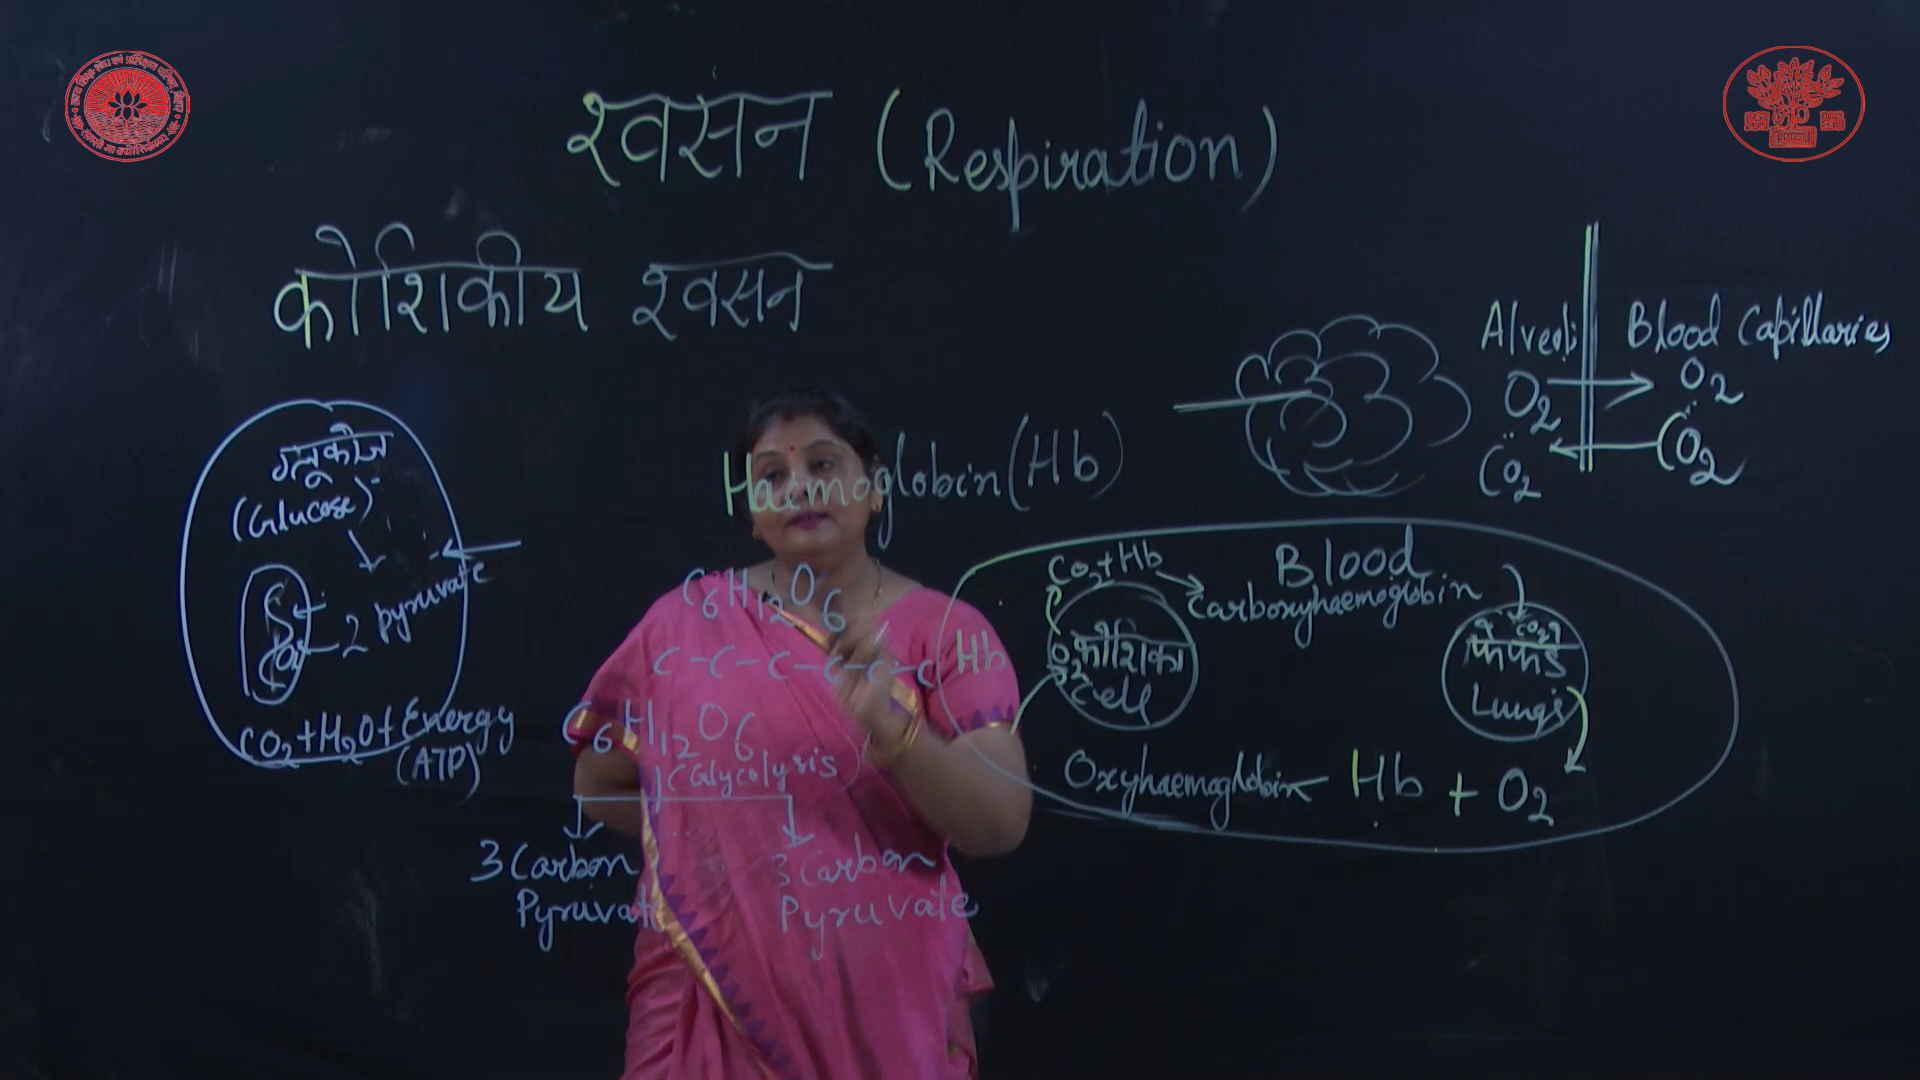 श्वसन (Respiration)
कोशिकीय श्वसन
Alveoli Blood Capillaries
O2 O2
CO2 CO2
Haemoglobin (Hb)
ग्लूकोज
(Glucose)
2 pyruvate
CO2+H2O+Energy
(ATP)
C6H12O6
C-C-C-C-C-C
C6H12O6
(Glycolysis)
3 Carbon
Pyruvate
3 Carbon
Pyruvate
Blood
CO2+Hb
Carboxyhaemoglobin
Hb
O2
कोशिका
Cell
CO2
फेफड़े
Lungs
Oxyhaemoglobin Hb + O2